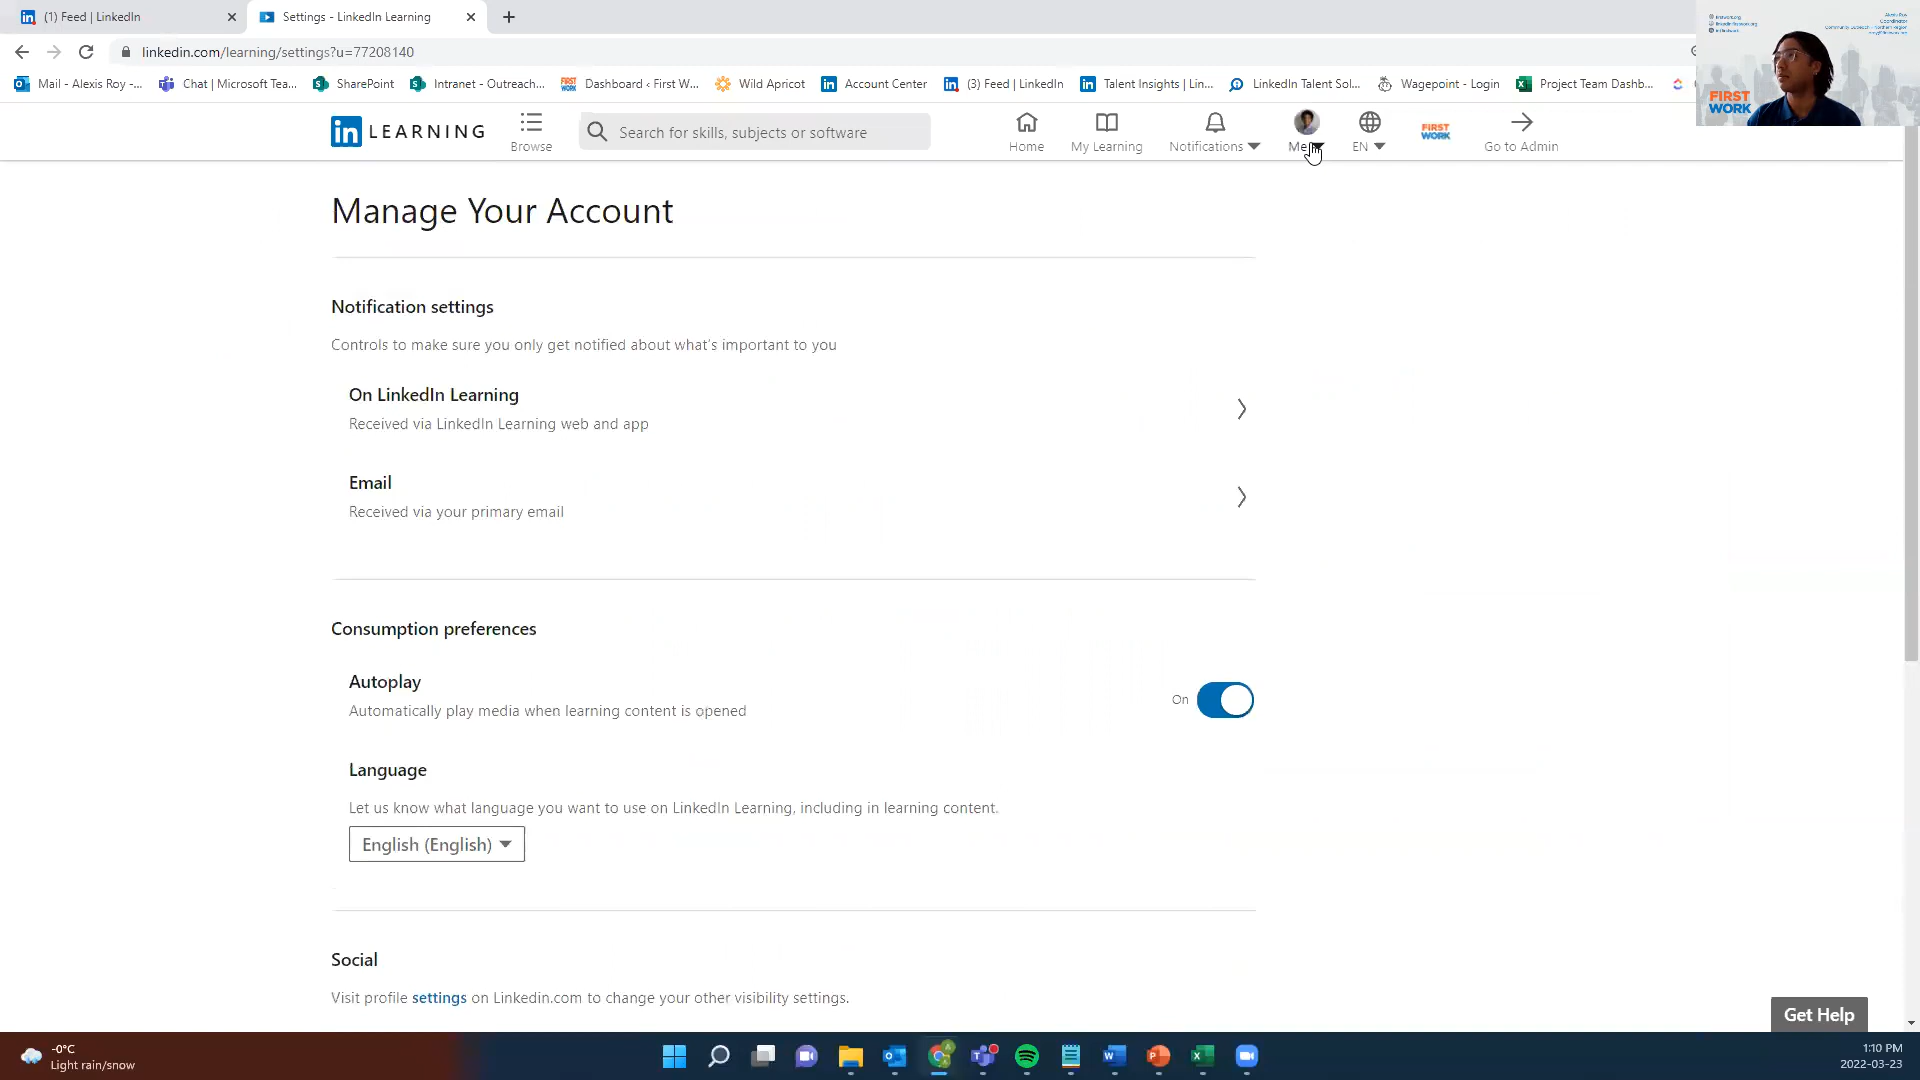 (1) Feed | LinkedIn
Settings - LinkedIn Learning
linkedin.com/learning/settings?u=77208140
Mail - Alexis Roy -...
Chat | Microsoft Tea...
SharePoint
Intranet - Outreach...
Dashboard ‹ First W...
Wild Apricot
Account Center
(3) Feed | LinkedIn
Talent Insights | Lin...
LinkedIn Talent Sol...
Wagepoint - Login
Project Team Dashb...
Alexis Roy
Coordinator
FIRST
WORK
in LEARNING
Browse
Search for skills, subjects or software
Home
My Learning
Notifications
Me
EN
FIRST
WORK
Go to Admin
Manage Your Account
Notification settings
Controls to make sure you only get notified about what's important to you
On LinkedIn Learning
Received via LinkedIn Learning web and app
Email
Received via your primary email
Consumption preferences
Autoplay
Automatically play media when learning content is opened
On
Language
Let us know what language you want to use on LinkedIn Learning, including in learning content.
English (English)
Social
Visit profile settings on Linkedin.com to change your other visibility settings.
Get Help
-0°C
Light rain/snow
1:10 PM
2022-03-23